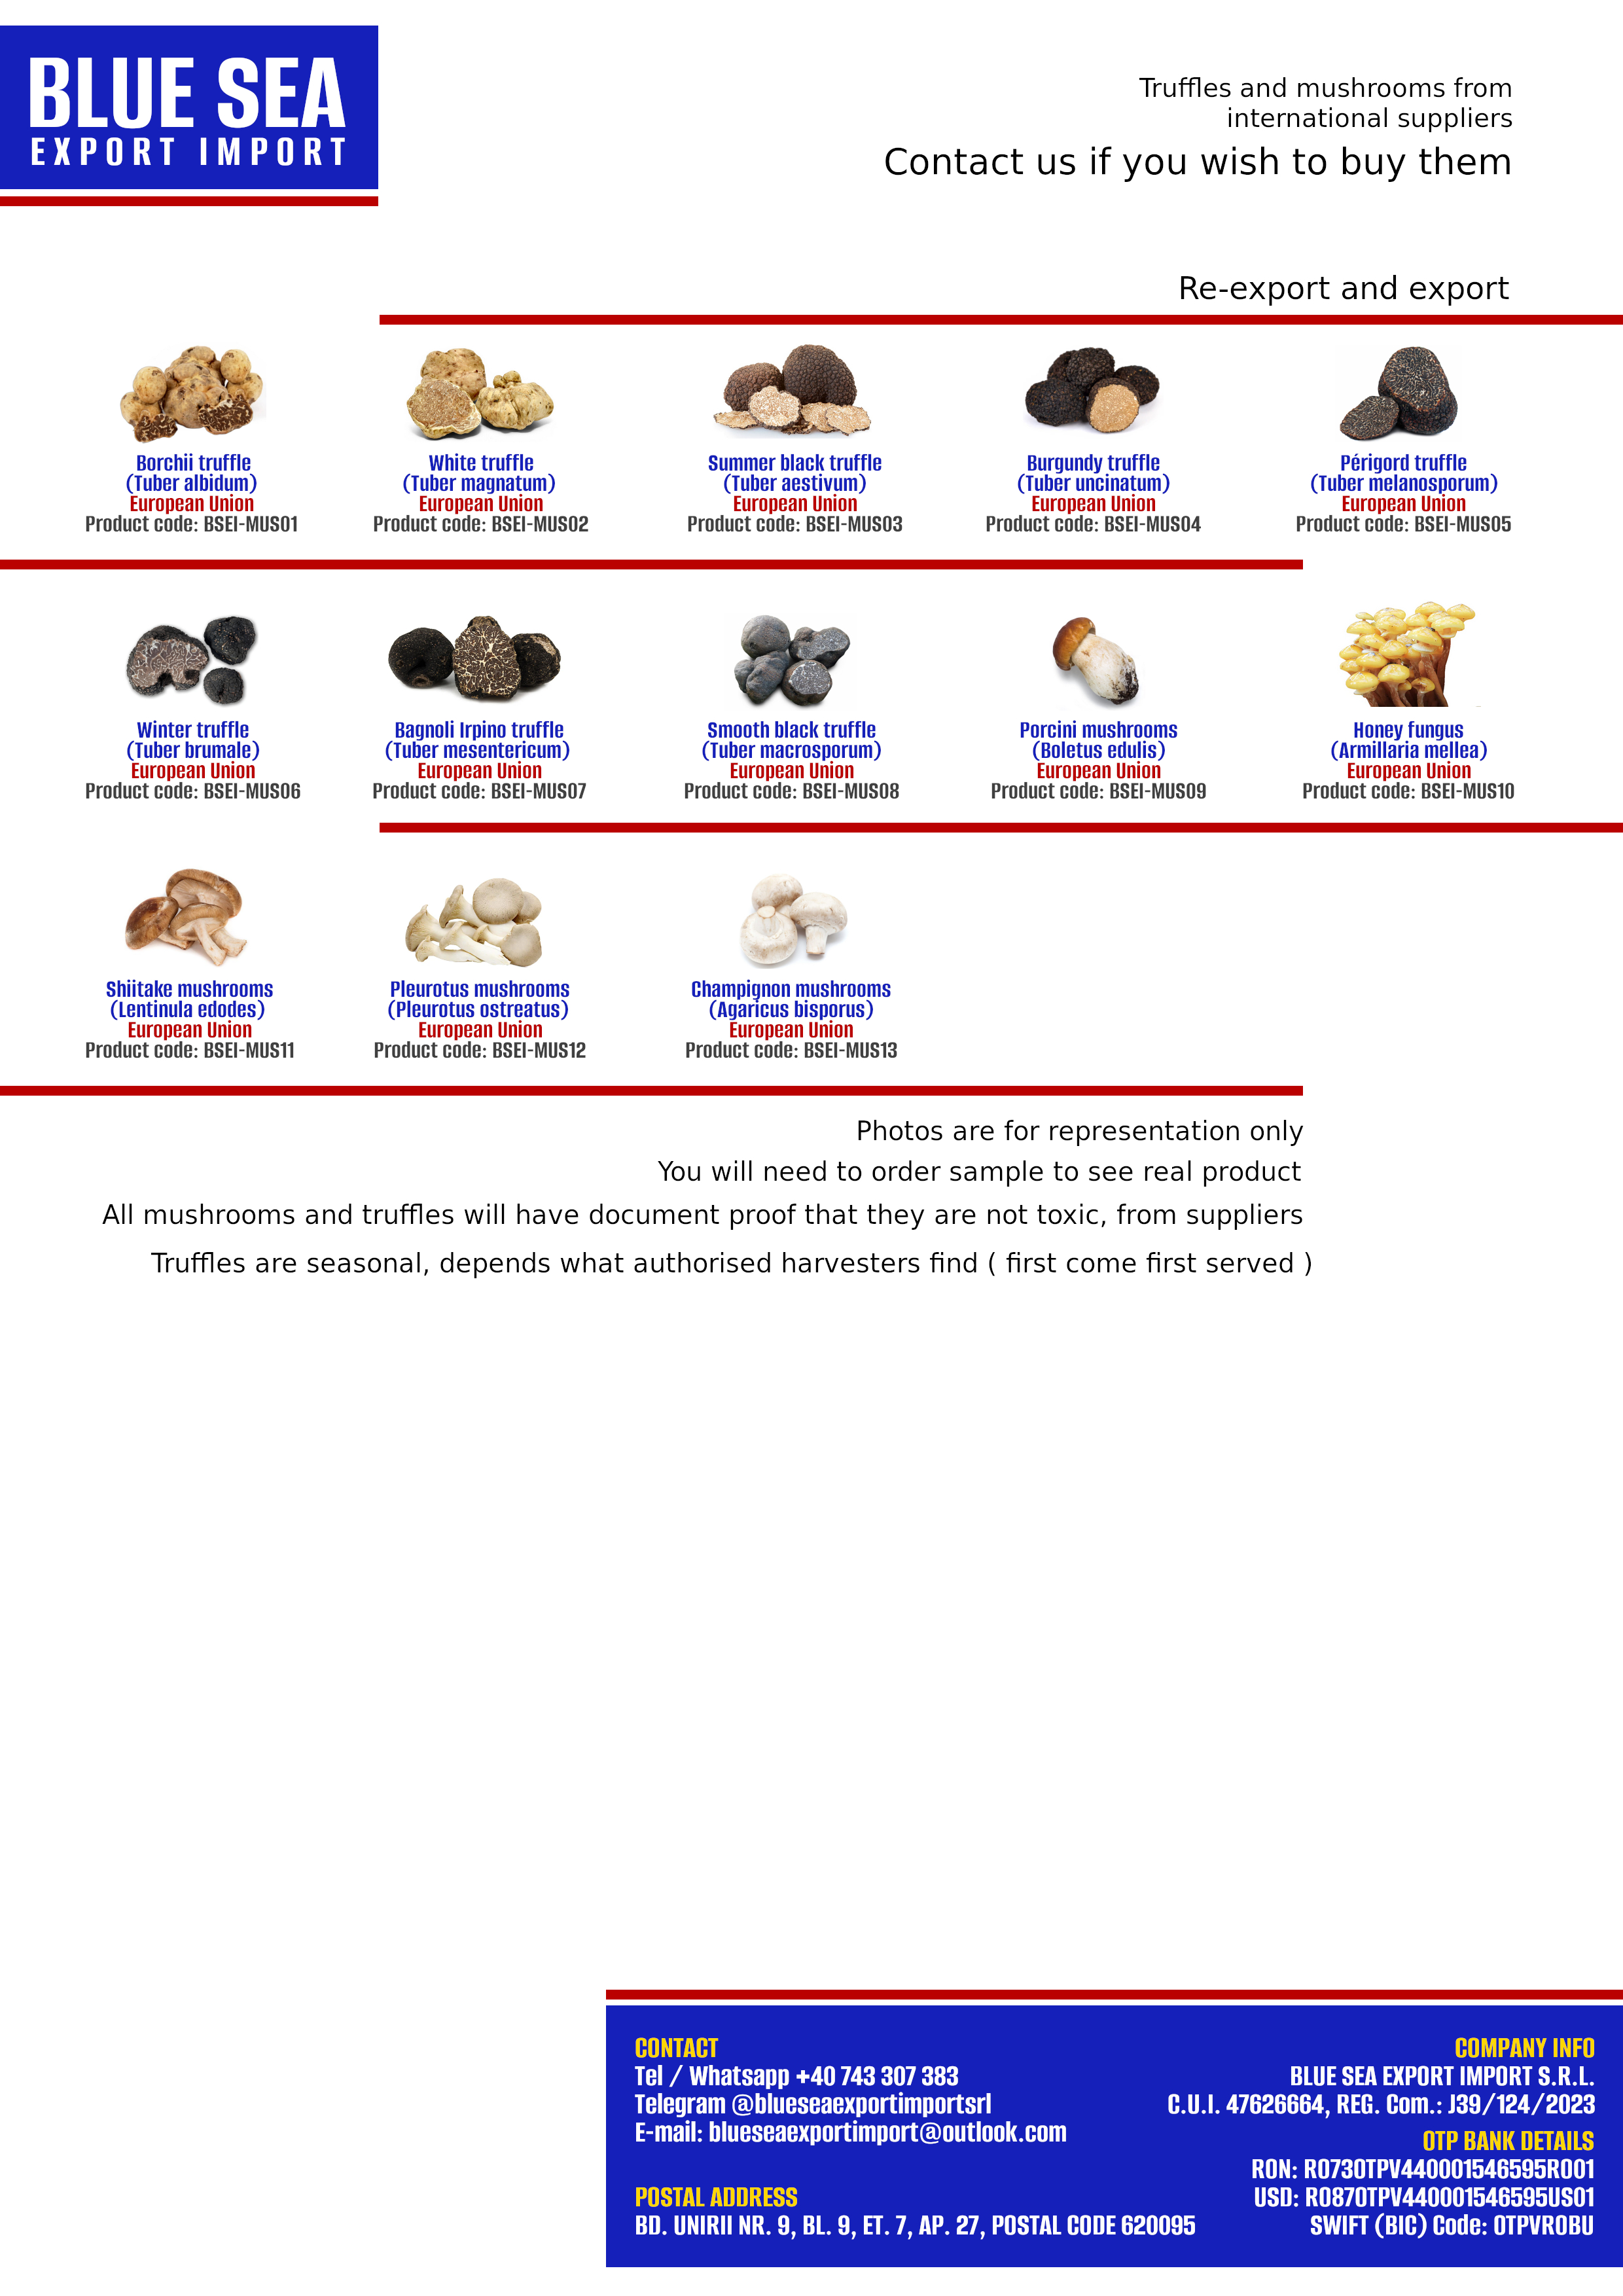 BLUE SEA
EXPORT IMPORT
Truffles and mushrooms from
international suppliers
Contact us if you wish to buy them
Re-export and export
Borchii truffle
(Tuber albidum)
European Union
Product code: BSEI-MUS01
White truffle
(Tuber magnatum)
European Union
Product code: BSEI-MUS02
Summer black truffle
(Tuber aestivum)
European Union
Product code: BSEI-MUS03
Burgundy truffle
(Tuber uncinatum)
European Union
Product code: BSEI-MUS04
Périgord truffle
(Tuber melanosporum)
European Union
Product code: BSEI-MUS05
Winter truffle
(Tuber brumale)
European Union
Product code: BSEI-MUS06
Bagnoli Irpino truffle
(Tuber mesentericum)
European Union
Product code: BSEI-MUS07
Smooth black truffle
(Tuber macrosporum)
European Union
Product code: BSEI-MUS08
Porcini mushrooms
(Boletus edulis)
European Union
Product code: BSEI-MUS09
Honey fungus
(Armillaria mellea)
European Union
Product code: BSEI-MUS10
Shiitake mushrooms
(Lentinula edodes)
European Union
Product code: BSEI-MUS11
Pleurotus mushrooms
(Pleurotus ostreatus)
European Union
Product code: BSEI-MUS12
Champignon mushrooms
(Agaricus bisporus)
European Union
Product code: BSEI-MUS13
Photos are for representation only
You will need to order sample to see real product
All mushrooms and truffles will have document proof that they are not toxic, from suppliers
Truffles are seasonal, depends what authorised harvesters find ( first come first served )
CONTACT
Tel / Whatsapp +40 743 307 383
Telegram @blueseaexportimportsrl
E-mail: blueseaexportimport@outlook.com
POSTAL ADDRESS
BD. UNIRII NR. 9, BL. 9, ET. 7, AP. 27, POSTAL CODE 620095
COMPANY INFO
BLUE SEA EXPORT IMPORT S.R.L.
C.U.I. 47626664, REG. Com.: J39/124/2023
OTP BANK DETAILS
RON: RO73OTPV440001546595RO01
USD: RO87OTPV440001546595US01
SWIFT (BIC) Code: OTPVROBU